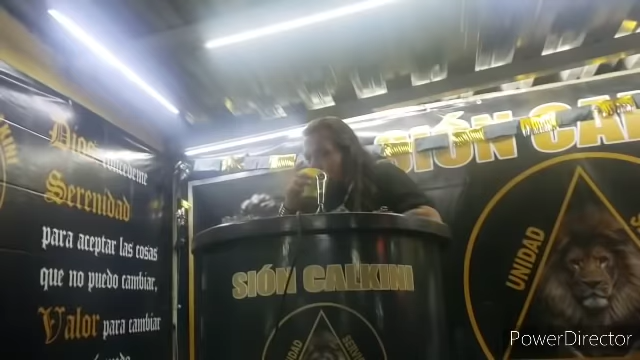 Dios concédeme
Serenidad
para aceptar las cosas
que no puedo cambiar,
Valor para cambiar
SIÓN CALKINI
UNIDAD
SIÓN CAL
UNIDAD
PowerDirector